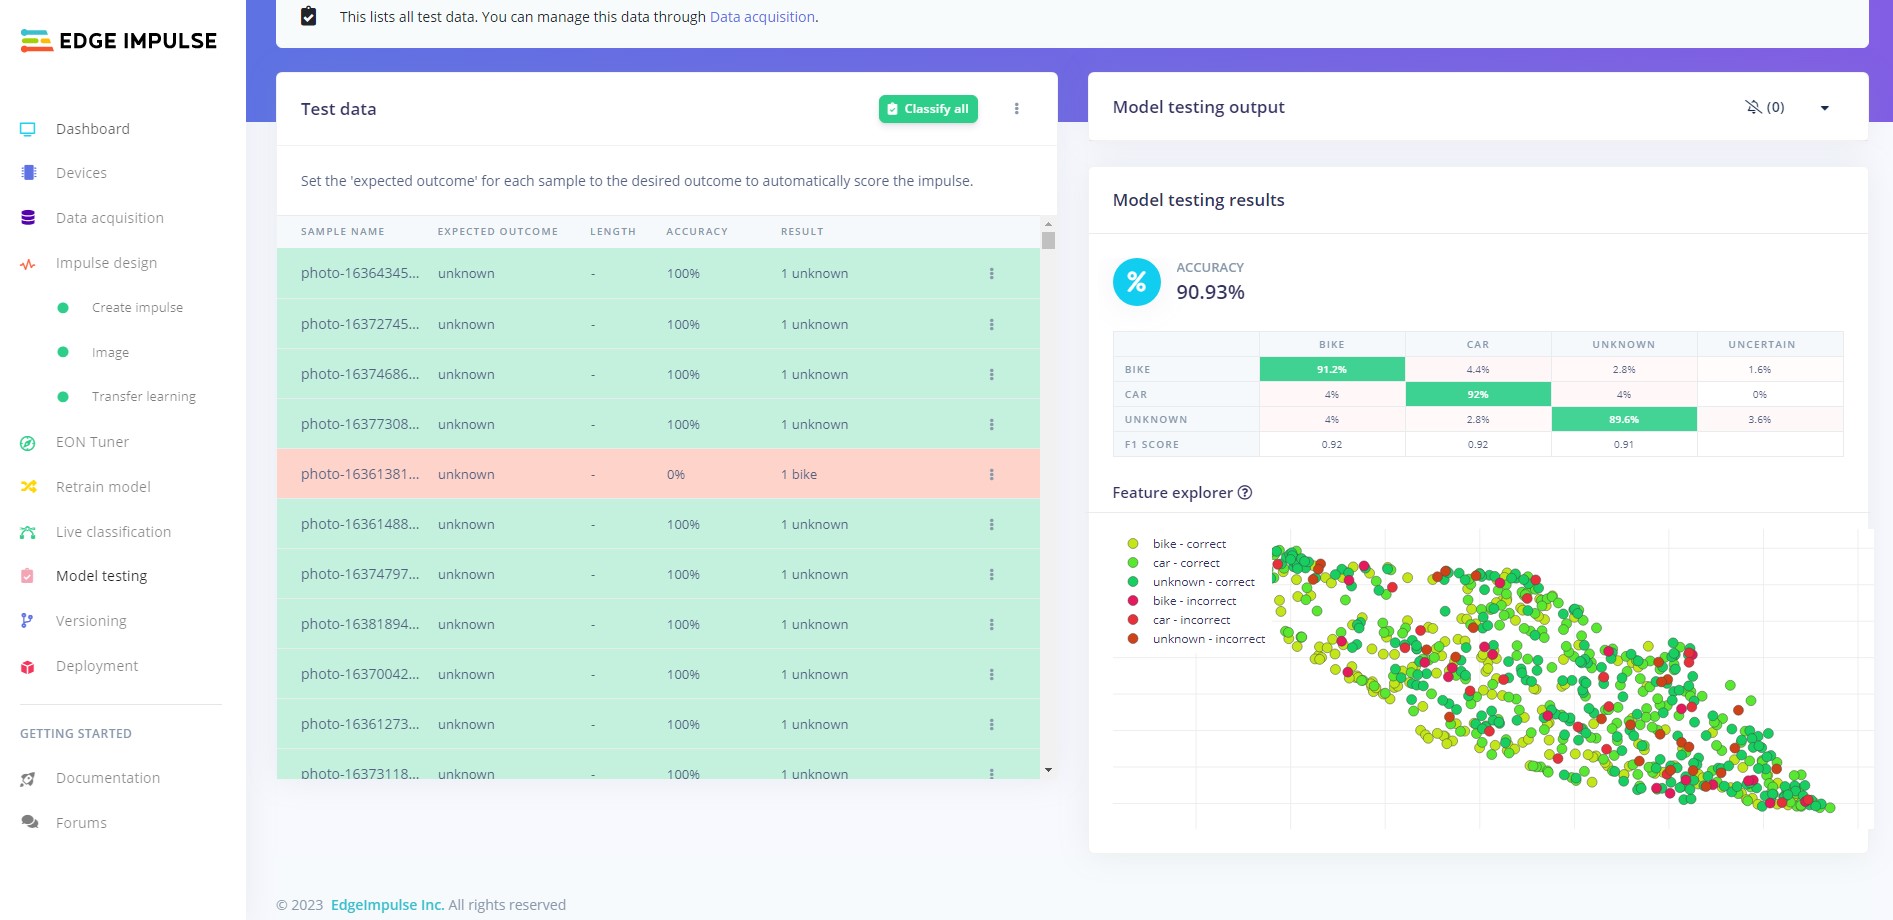 EDGE IMPULSE
Dashboard
Devices
Data acquisition
Impulse design
Create impulse
Image
Transfer learning
EON Tuner
Retrain model
Live classification
Model testing
Versioning
Deployment
GETTING STARTED
Documentation
Forums
This lists all test data. You can manage this data through Data acquisition.
Test data
Classify all
Set the 'expected outcome' for each sample to the desired outcome to automatically score the impulse.
SAMPLE NAME EXPECTED OUTCOME LENGTH ACCURACY RESULT
photo-16364345... unknown - 100% 1 unknown
photo-16372745... unknown - 100% 1 unknown
photo-16374686... unknown - 100% 1 unknown
photo-16377308... unknown - 100% 1 unknown
photo-16361381... unknown - 0% 1 bike
photo-16361488... unknown - 100% 1 unknown
photo-16374797... unknown - 100% 1 unknown
photo-16381894... unknown - 100% 1 unknown
photo-16370042... unknown - 100% 1 unknown
photo-16361273... unknown - 100% 1 unknown
photo-16373118... unknown - 100% 1 unknown
Model testing output
(0)
Model testing results
%
ACCURACY
90.93%
BIKE CAR UNKNOWN UNCERTAIN
BIKE 91.2% 4.4% 2.8% 1.6%
CAR 4% 92% 4% 0%
UNKNOWN 4% 2.8% 89.6% 3.6%
F1 SCORE 0.92 0.92 0.91
Feature explorer ?
bike - correct
car - correct
unknown - correct
bike - incorrect
car - incorrect
unknown - incorrect
© 2023 EdgeImpulse Inc. All rights reserved